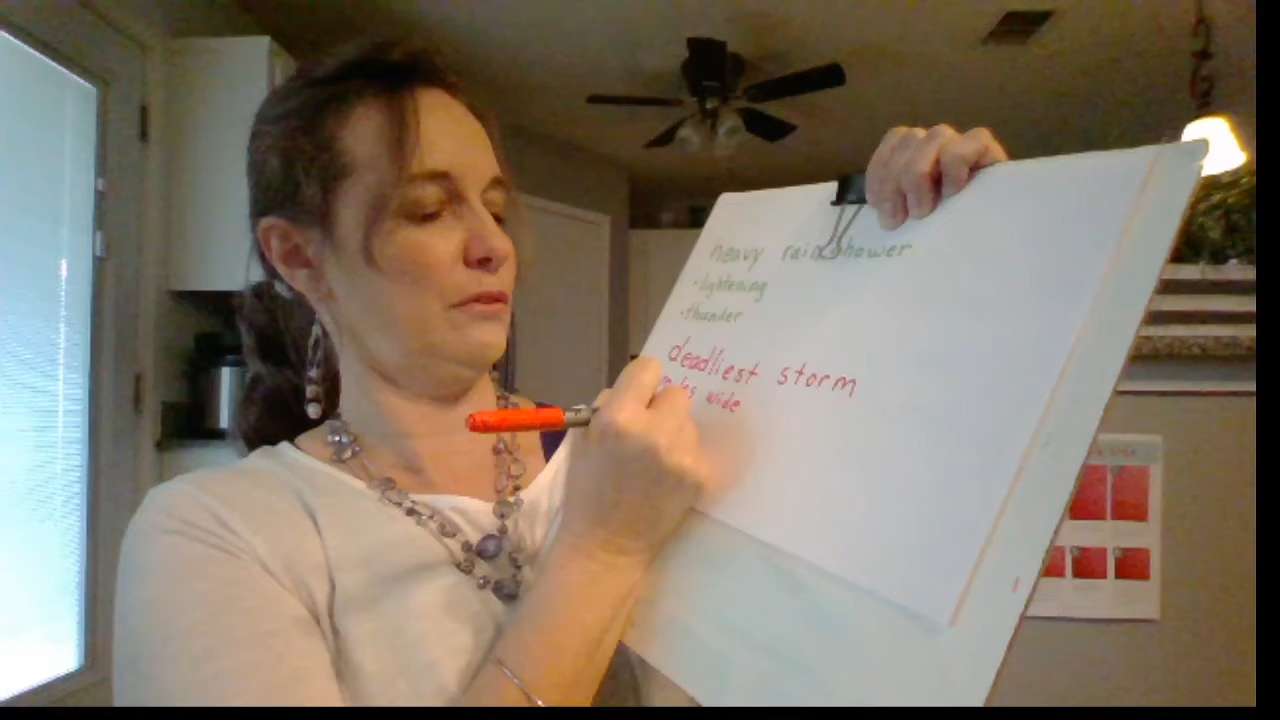 heavy rain shower
• lightening
• thunder
deadliest storm
wide